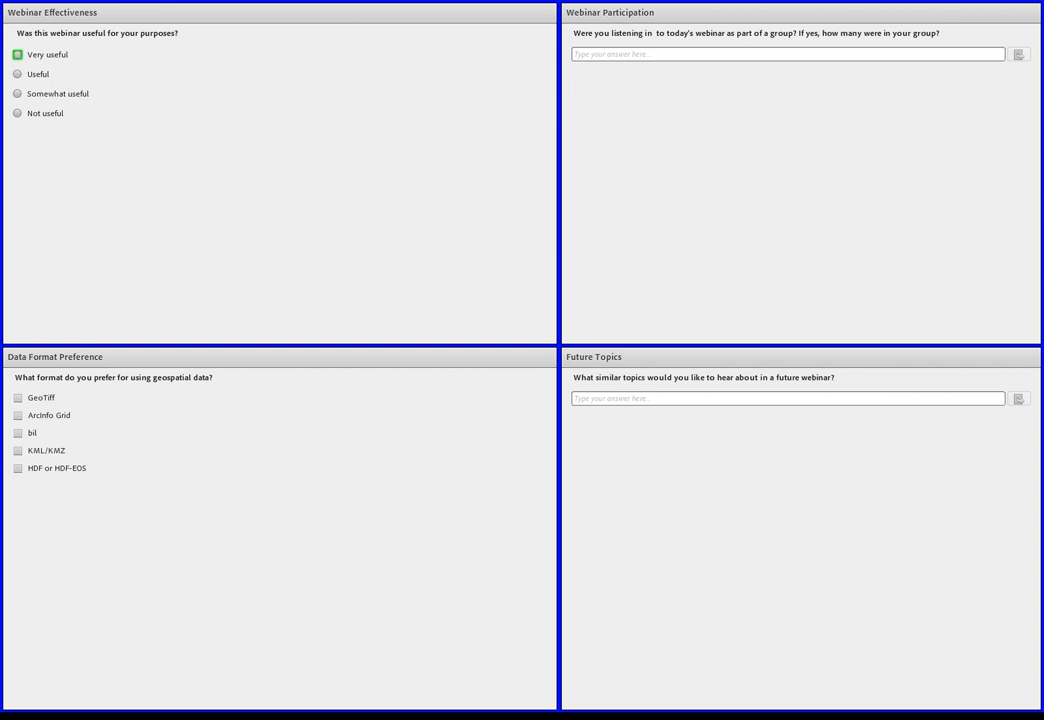 Webinar Effectiveness
Was this webinar useful for your purposes?
Very useful
Useful
Somewhat useful
Not useful
Webinar Participation
Were you listening in  to today's webinar as part of a group? If yes, how many were in your group?
Type your answer here...
Data Format Preference
What format do you prefer for using geospatial data?
GeoTiff
ArcInfo Grid
bil
KML/KMZ
HDF or HDF-EOS
Future Topics
What similar topics would you like to hear about in a future webinar?
Type your answer here...